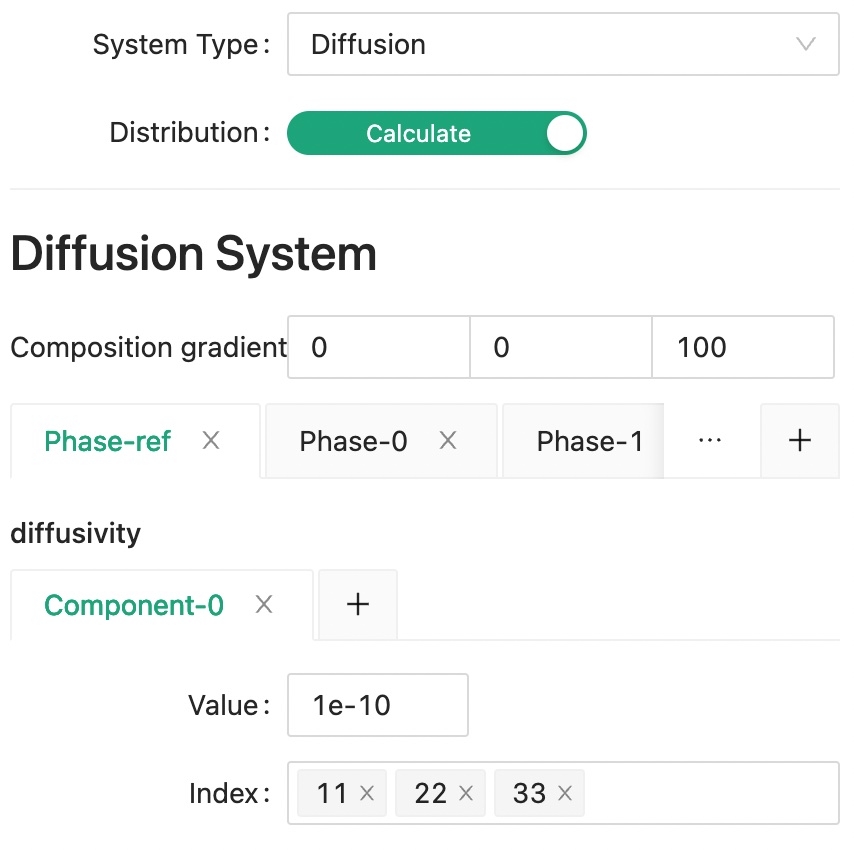 System Type: Diffusion
Distribution: Calculate
Diffusion System
Composition gradient 0 0 100
Phase-ref Phase-0 Phase-1 ··· +
diffusivity
Component-0 +
Value: 1e-10
Index: 11 22 33